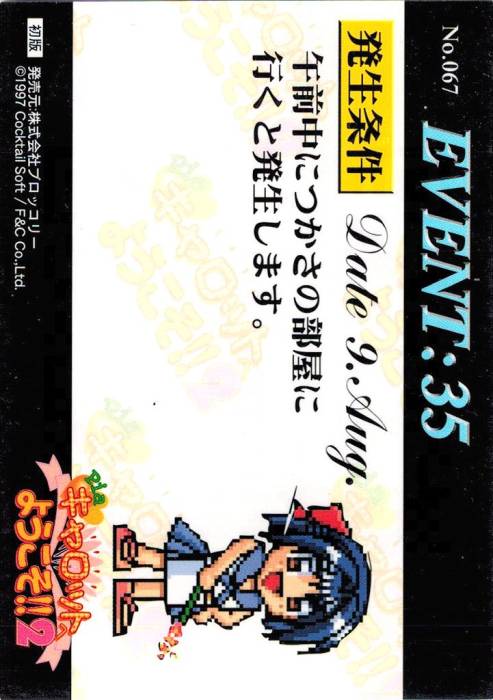 No.067
EVENT:35
発生条件
Date 9.Aug.
午前中につかさの部屋に
行くと発生します。
初版
発売元:株式会社ブロッコリー
©1997 Cocktail Soft / F&C Co.,Ltd.
Pia
キャロットへ
ようこそ!!2